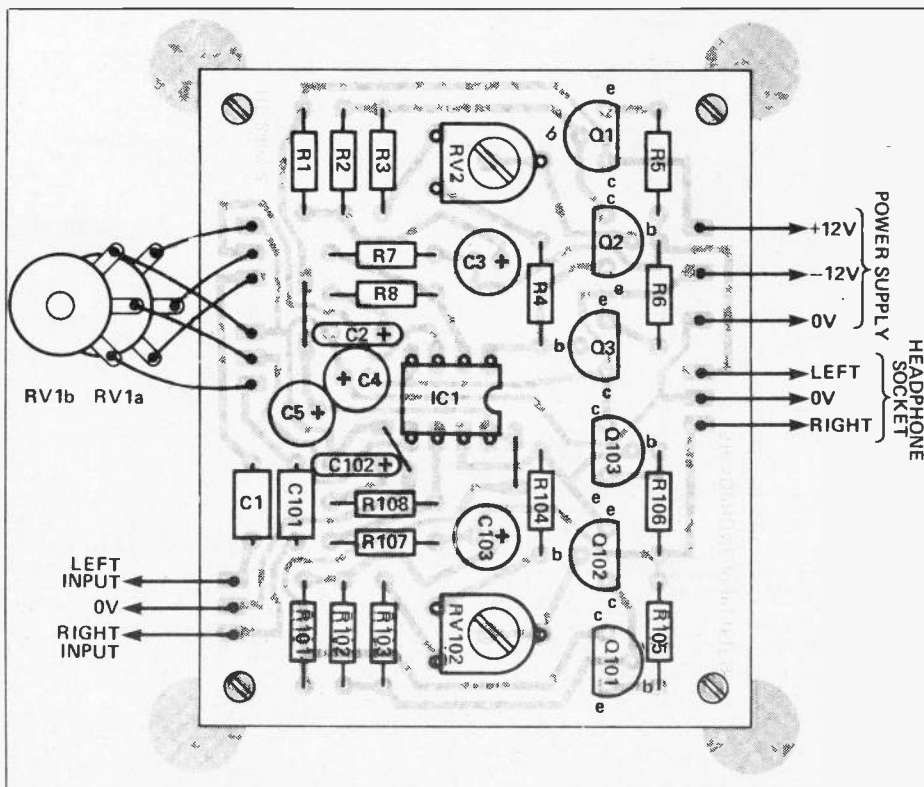 e
b
Q1
c
R1
R2
R3
RV2
R5
c
Q2
b
e
R7
C3 +
R8
R4
R6
C2 +
e
b
Q3
c
+ C4
IC1
C5 +
RV1b RV1a
+12V
−12V
0V
POWER SUPPLY
LEFT
0V
RIGHT
HEADPHONE
SOCKET
c
Q103
b
e
C102 +
C1
C101
R108
R104
R106
R107
+
C103
e
b
Q102
c
LEFT
INPUT
0V
RIGHT
INPUT
R101
R102
R103
RV102
c
Q101
b
e
R105